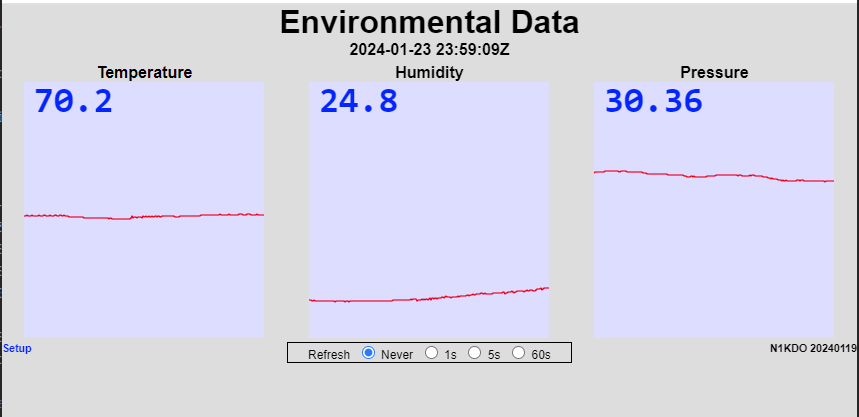 Environmental Data
2024-01-23 23:59:09Z
Temperature Humidity Pressure
70.2 24.8 30.36
Setup
Refresh Never 1s 5s 60s
N1KDO 20240119